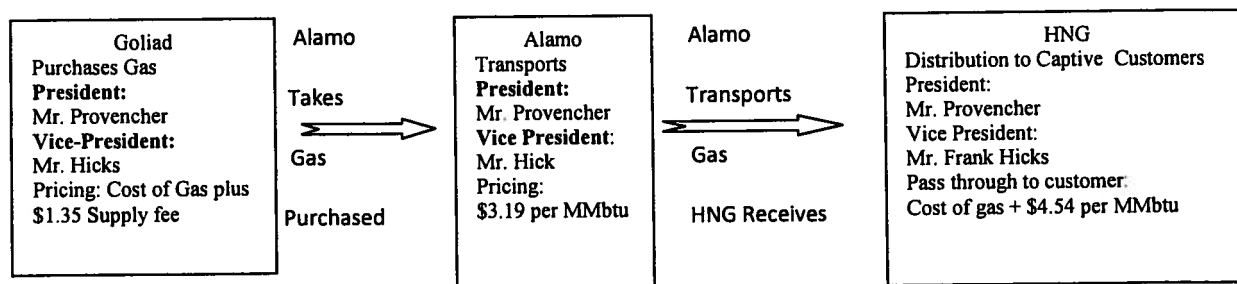 Goliad
Purchases Gas
President:
Mr. Provencher
Vice-President:
Mr. Hicks
Pricing: Cost of Gas plus
$1.35 Supply fee
Alamo
Takes
Gas
Purchased
Alamo
Transports
President:
Mr. Provencher
Vice President:
Mr. Hick
Pricing:
$3.19 per MMbtu
Alamo
Transports
Gas
HNG Receives
HNG
Distribution to Captive Customers
President:
Mr. Provencher
Vice President:
Mr. Frank Hicks
Pass through to customer:
Cost of gas + $4.54 per MMbtu